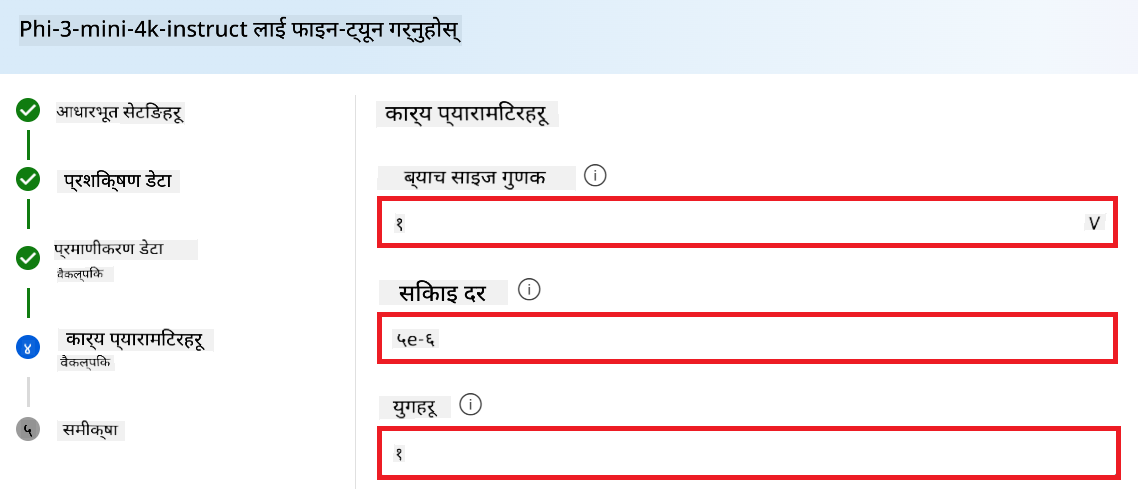 Phi-3-mini-4k-instruct लाई फाइन-ट्यून गर्नुहोस्
आधारभूत सेटिङहरू
प्रशिक्षण डेटा
प्रमाणीकरण डेटा
वैकल्पिक
४
कार्य प्यारामिटरहरू
वैकल्पिक
५
समीक्षा
कार्य प्यारामिटरहरू
ब्याच साइज गुणक
१
V
सिकाइ दर
५e-६
युगहरू
१